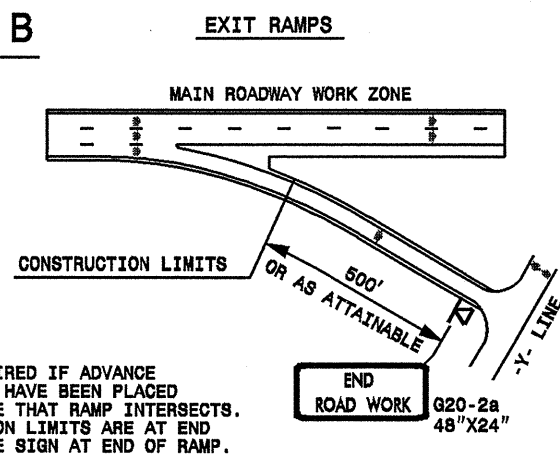 B
EXIT RAMPS
MAIN ROADWAY WORK ZONE
CONSTRUCTION LIMITS
500'
OR AS ATTAINABLE
-Y- LINE
END
ROAD WORK
G20-2a
48"X24"
IRED IF ADVANCE
HAVE BEEN PLACED
E THAT RAMP INTERSECTS.
ON LIMITS ARE AT END
E SIGN AT END OF RAMP.